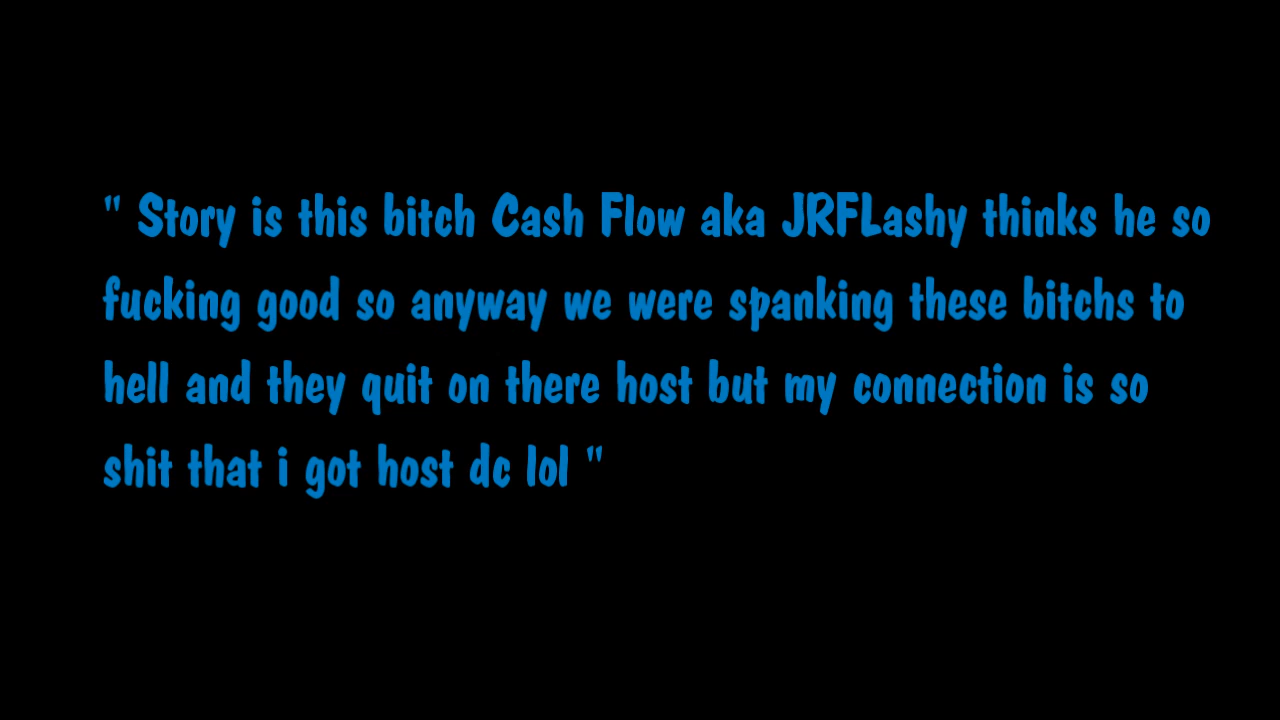 " Story is this bitch Cash Flow aka JRFLashy thinks he so
fucking good so anyway we were spanking these bitchs to
hell and they quit on there host but my connection is so
shit that i got host dc lol "